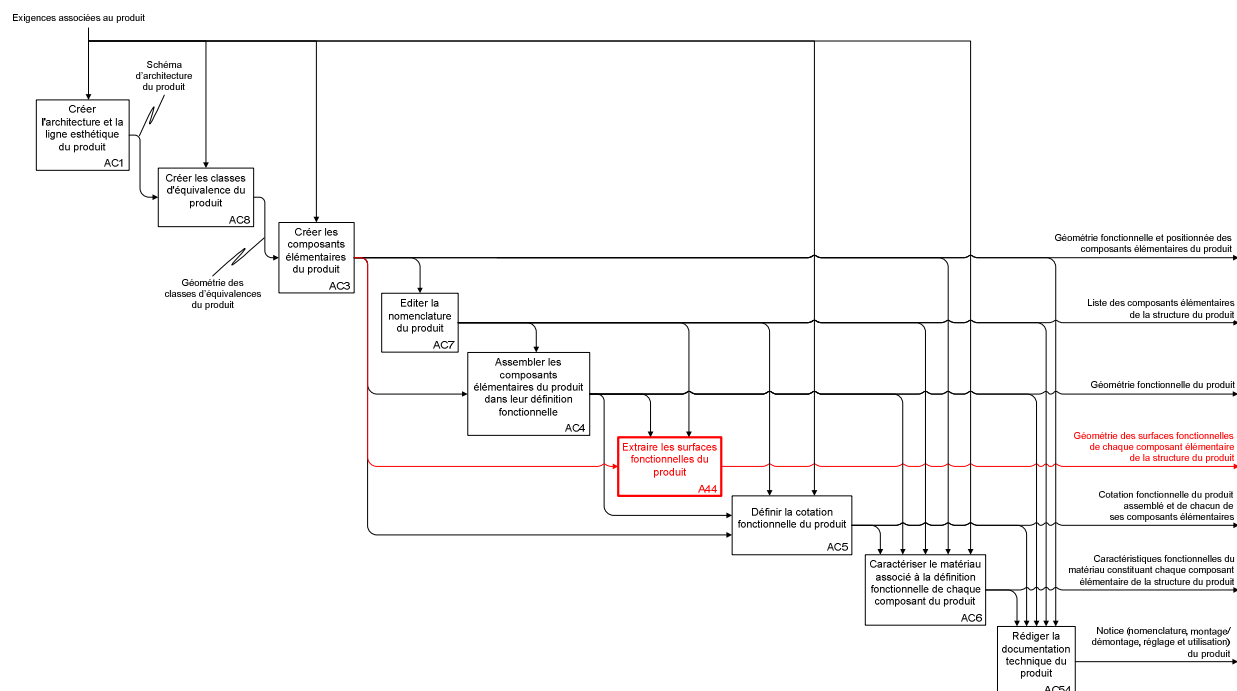 Exigences associées au produit
Schéma
d'architecture
du produit
Créer
l'architecture et la
ligne esthétique
du produit
AC1
Créer les classes
d'équivalence du
produit
AC8
Géométrie des
classes d'équivalences
du produit
Créer les
composants
élémentaires
du produit
AC3
Géométrie fonctionnelle et positionnée des
composants élémentaires du produit
Editer la
nomenclature
du produit
AC7
Liste des composants élémentaires
de la structure du produit
Assembler les
composants
élémentaires du produit
dans leur définition
fonctionnelle
AC4
Géométrie fonctionnelle du produit
Extraire les surfaces
fonctionnelles du
produit
A44
Géométrie des surfaces fonctionnelles
de chaque composant élémentaire
de la structure du produit
Définir la cotation
fonctionnelle du produit
AC5
Cotation fonctionnelle du produit
assemblé et de chacun de
ses composants élémentaires
Caractériser le matériau
associé à la définition
fonctionnelle de chaque
composant du produit
AC6
Caractéristiques fonctionnelles du
matériau constituant chaque composant
élémentaire de la structure du produit
Rédiger la
documentation
technique du
produit
AC54
Notice (nomenclature, montage/
démontage, réglage et utilisation)
du produit